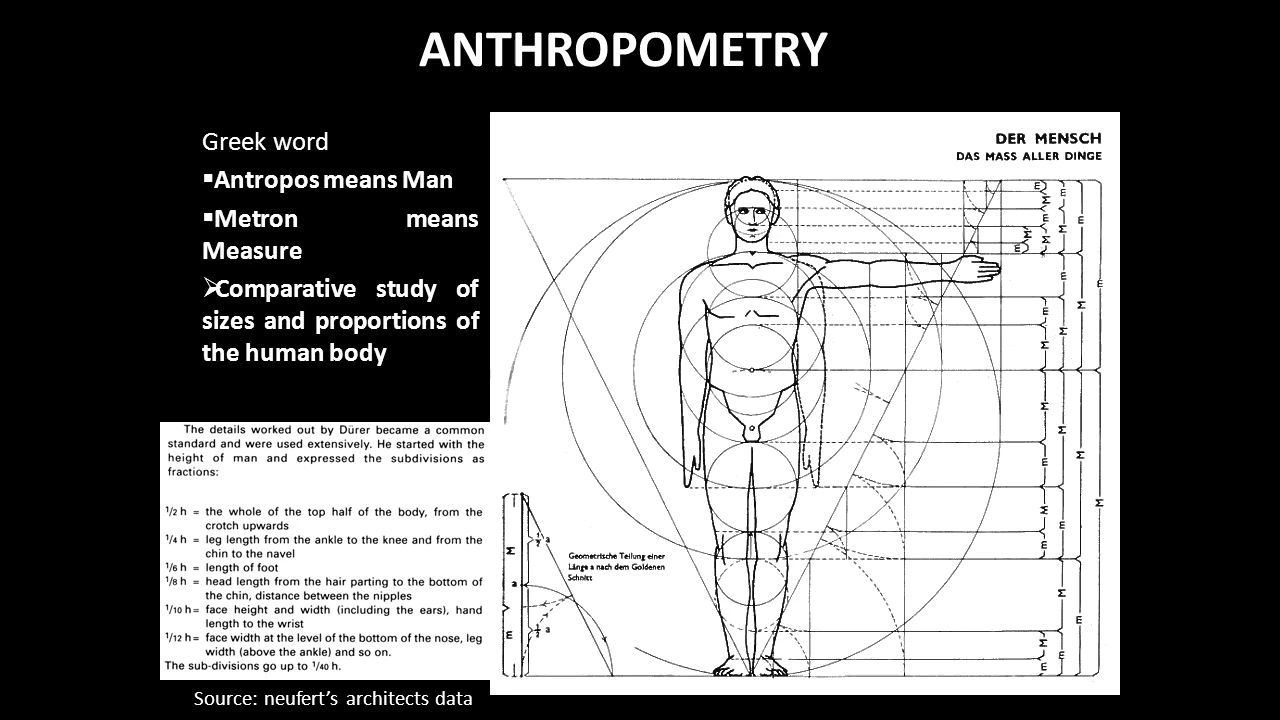 ANTHROPOMETRY
Greek word
▪Antropos means Man
▪Metron means
Measure
➢Comparative study of
sizes and proportions of
the human body
The details worked out by Dürer became a common
standard and were used extensively. He started with the
height of man and expressed the subdivisions as
fractions:
1/2 h = the whole of the top half of the body, from the
crotch upwards
1/4 h = leg length from the ankle to the knee and from the
chin to the navel
1/6 h = length of foot
1/8 h = head length from the hair parting to the bottom of
the chin, distance between the nipples
1/10 h = face height and width (including the ears), hand
length to the wrist
1/12 h = face width at the level of the bottom of the nose, leg
width (above the ankle) and so on.
The sub-divisions go up to 1/40 h.
Source: neufert's architects data
DER MENSCH
DAS MASS ALLER DINGE
Geometrische Teilung einer
Länge a nach dem Goldenen
Schnitt
M
a
m
1/2 a
1/2 a